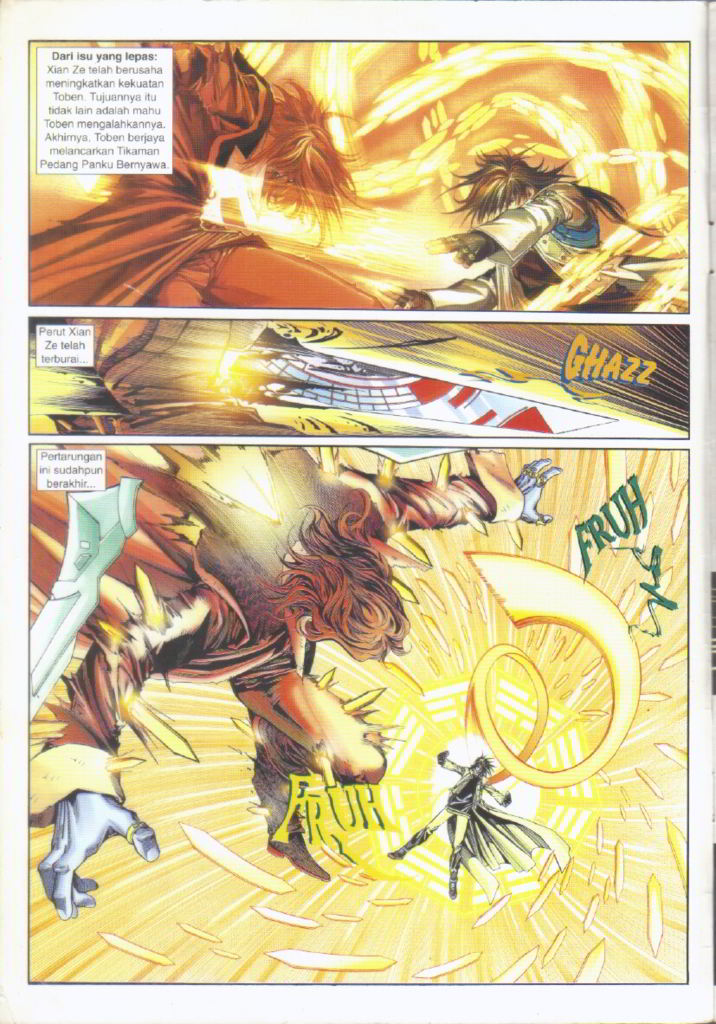 Dari isu yang lepas:
Xian Ze telah berusaha
meningkatkan kekuatan
Toben. Tujuannya itu
tidak lain adalah mahu
Toben mengalahkannya.
Akhirnya, Toben berjaya
melancarkan Tikaman
Pedang Panku Bernyawa.
Perut Xian
Ze telah
terburai...
GHAZZ
Pertarungan
ini sudahpun
berakhir...
FRUH
FRUH